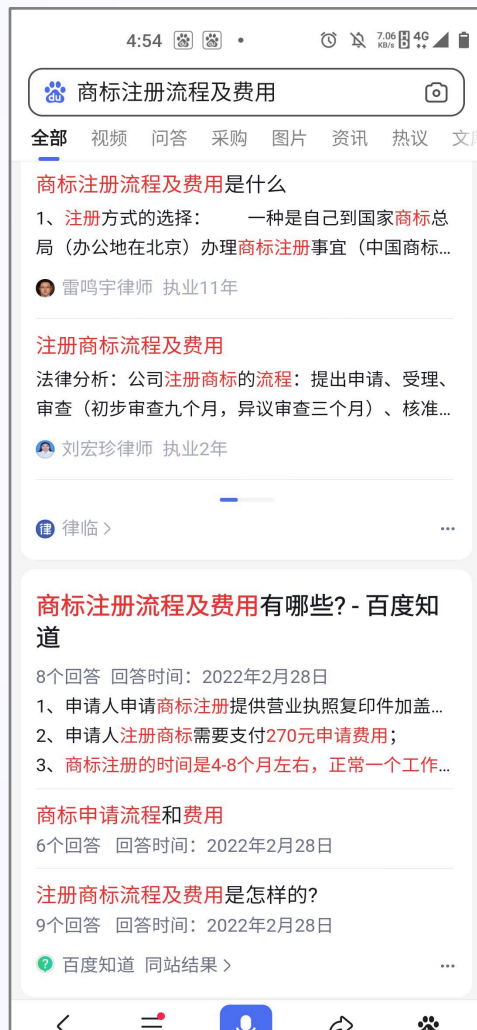 4:54
7.06 KB/s 4G
商标注册流程及费用
全部 视频 问答 采购 图片 资讯 热议
商标注册流程及费用是什么
1、注册方式的选择： 一种是自己到国家商标总
局（办公地在北京）办理商标注册事宜（中国商标...
雷鸣宇律师 执业11年
注册商标流程及费用
法律分析：公司注册商标的流程：提出申请、受理、
审查（初步审查九个月，异议审查三个月）、核准...
刘宏珍律师 执业2年
律 律临
商标注册流程及费用有哪些? - 百度知
道
8个回答 回答时间：2022年2月28日
1、申请人申请商标注册提供营业执照复印件加盖...
2、申请人注册商标需要支付270元申请费用；
3、商标注册的时间是4-8个月左右，正常一个工作...
商标申请流程和费用
6个回答 回答时间：2022年2月28日
注册商标流程及费用是怎样的?
9个回答 回答时间：2022年2月28日
百度知道 同站结果